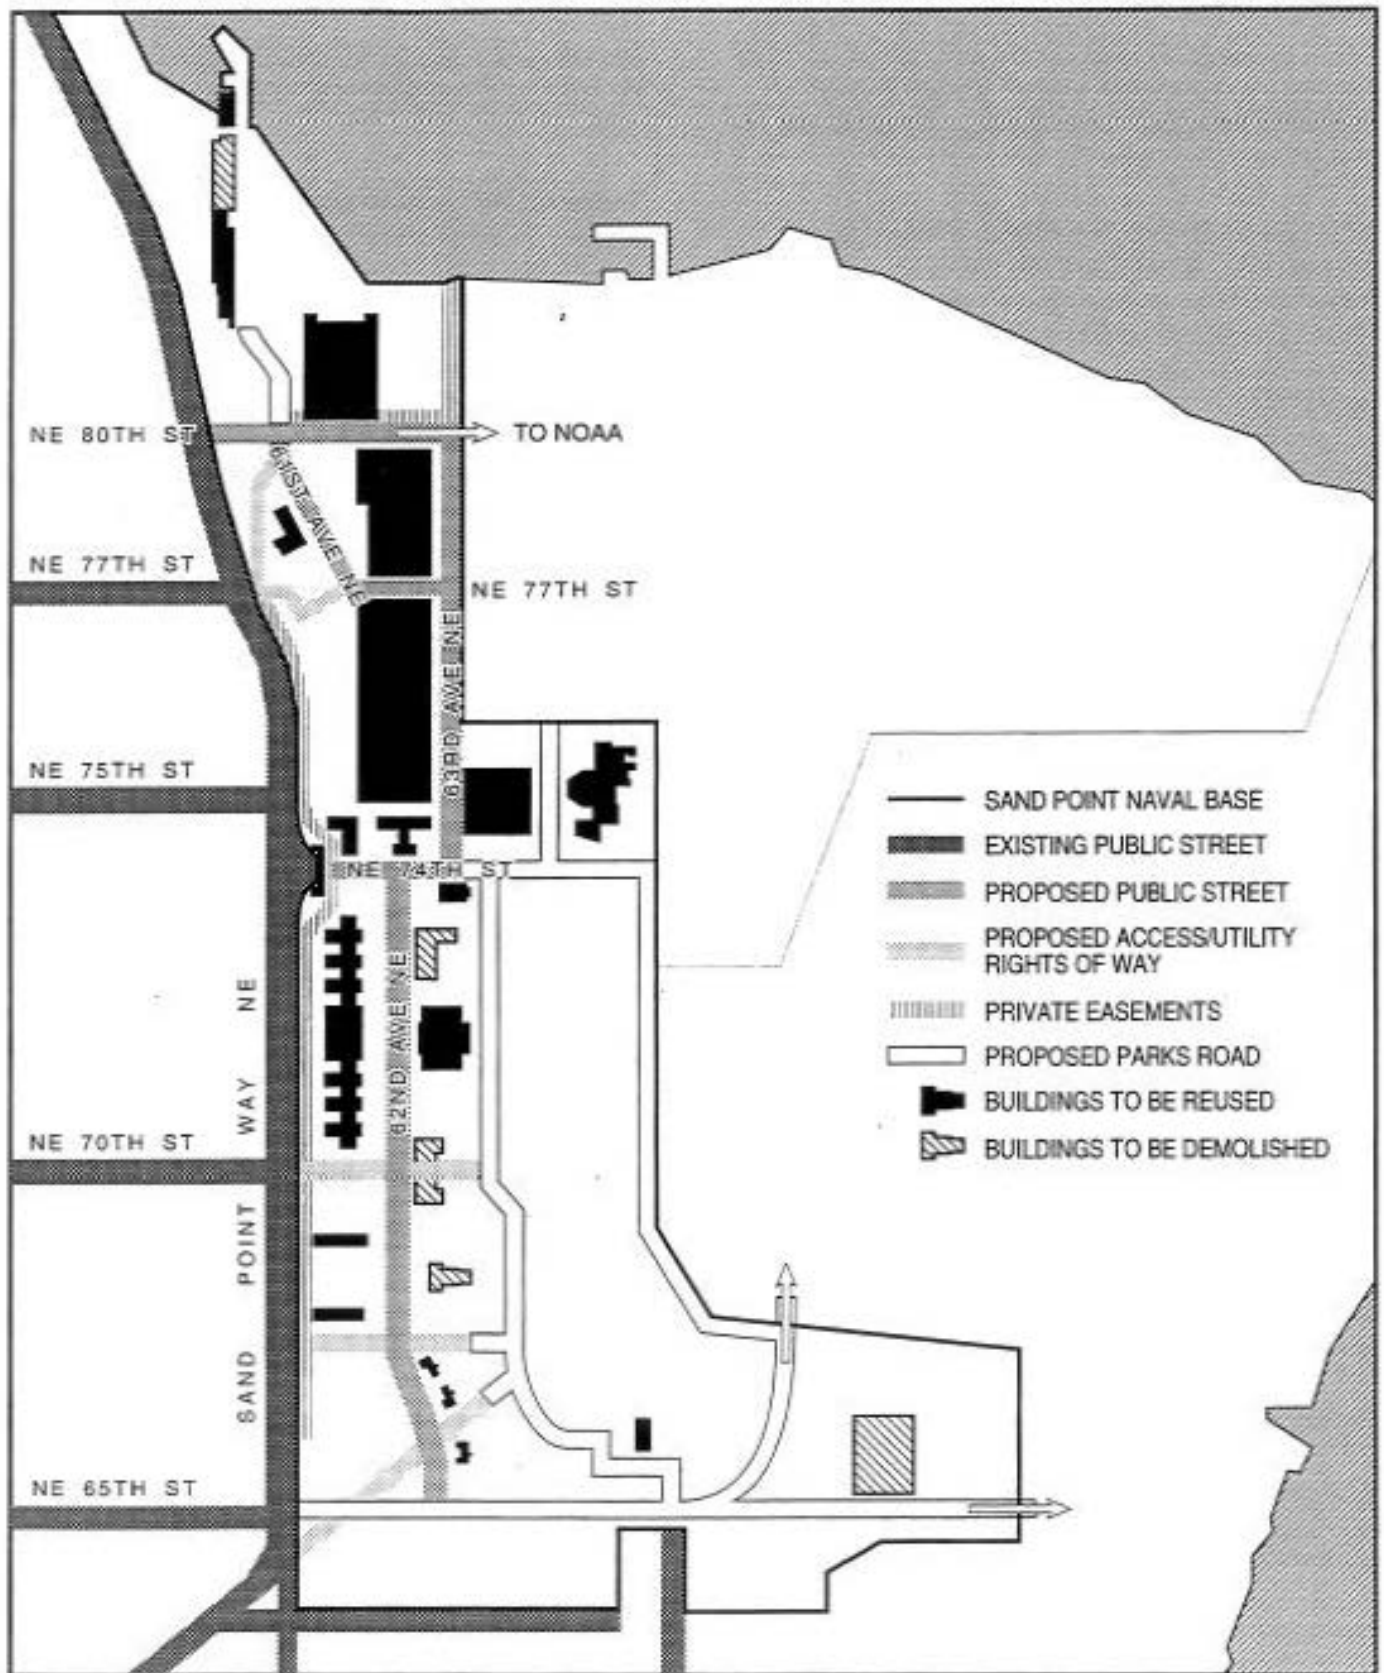 NE 80TH ST
TO NOAA
61ST AVE NE
NE 77TH ST
NE 77TH ST
63RD AVE NE
NE 75TH ST
NE 74TH ST
62ND AVE NE
SAND POINT WAY NE
NE 70TH ST
NE 65TH ST
SAND POINT NAVAL BASE
EXISTING PUBLIC STREET
PROPOSED PUBLIC STREET
PROPOSED ACCESS/UTILITY
RIGHTS OF WAY
PRIVATE EASEMENTS
PROPOSED PARKS ROAD
BUILDINGS TO BE REUSED
BUILDINGS TO BE DEMOLISHED